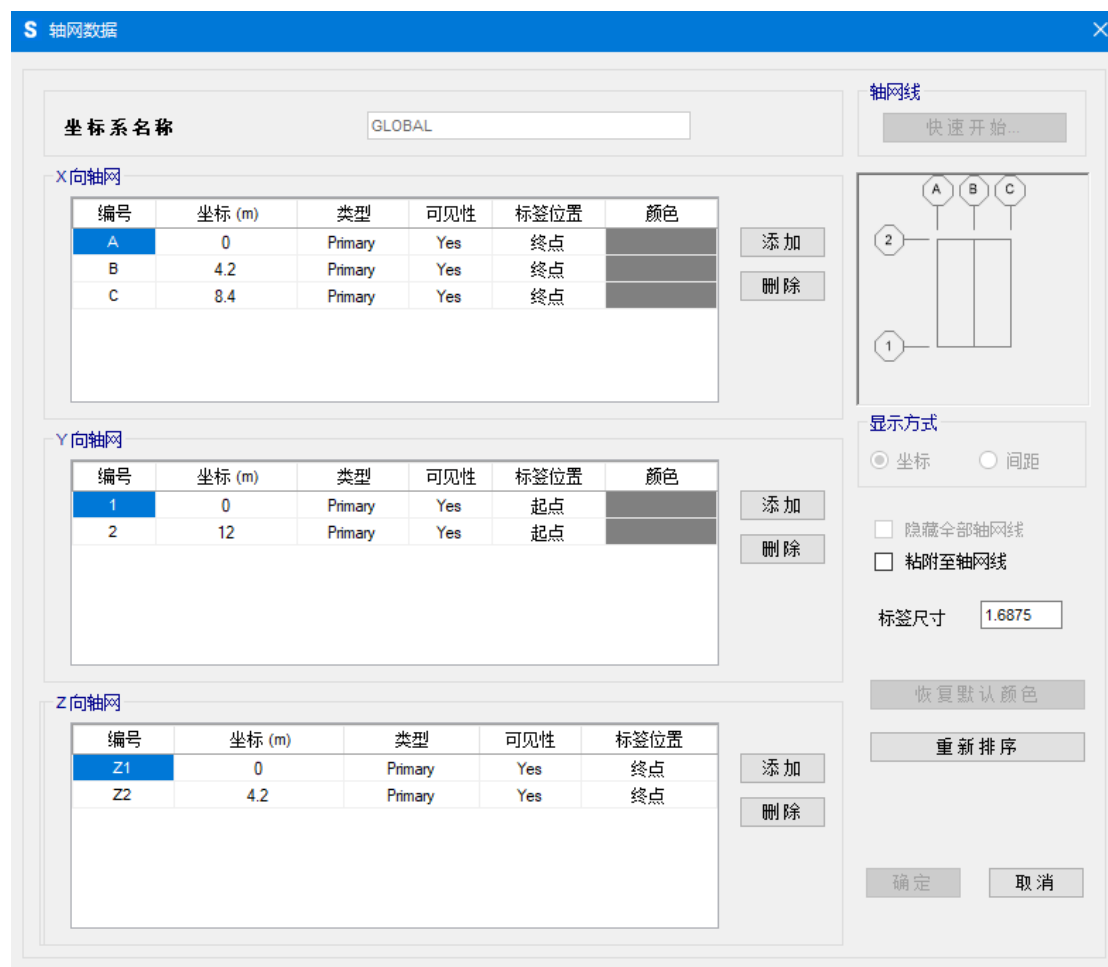 S 轴网数据
坐标系名称 GLOBAL
X向轴网
编号 坐标 (m) 类型 可见性 标签位置 颜色
A 0 Primary Yes 终点
B 4.2 Primary Yes 终点
C 8.4 Primary Yes 终点
添加
删除
Y向轴网
编号 坐标 (m) 类型 可见性 标签位置 颜色
1 0 Primary Yes 起点
2 12 Primary Yes 起点
添加
删除
Z向轴网
编号 坐标 (m) 类型 可见性 标签位置
Z1 0 Primary Yes 终点
Z2 4.2 Primary Yes 终点
添加
删除
轴网线
快速开始...
A B C
2
1
显示方式
坐标 间距
隐藏全部轴网线
粘附至轴网线
标签尺寸 1.6875
恢复默认颜色
重新排序
确定 取消